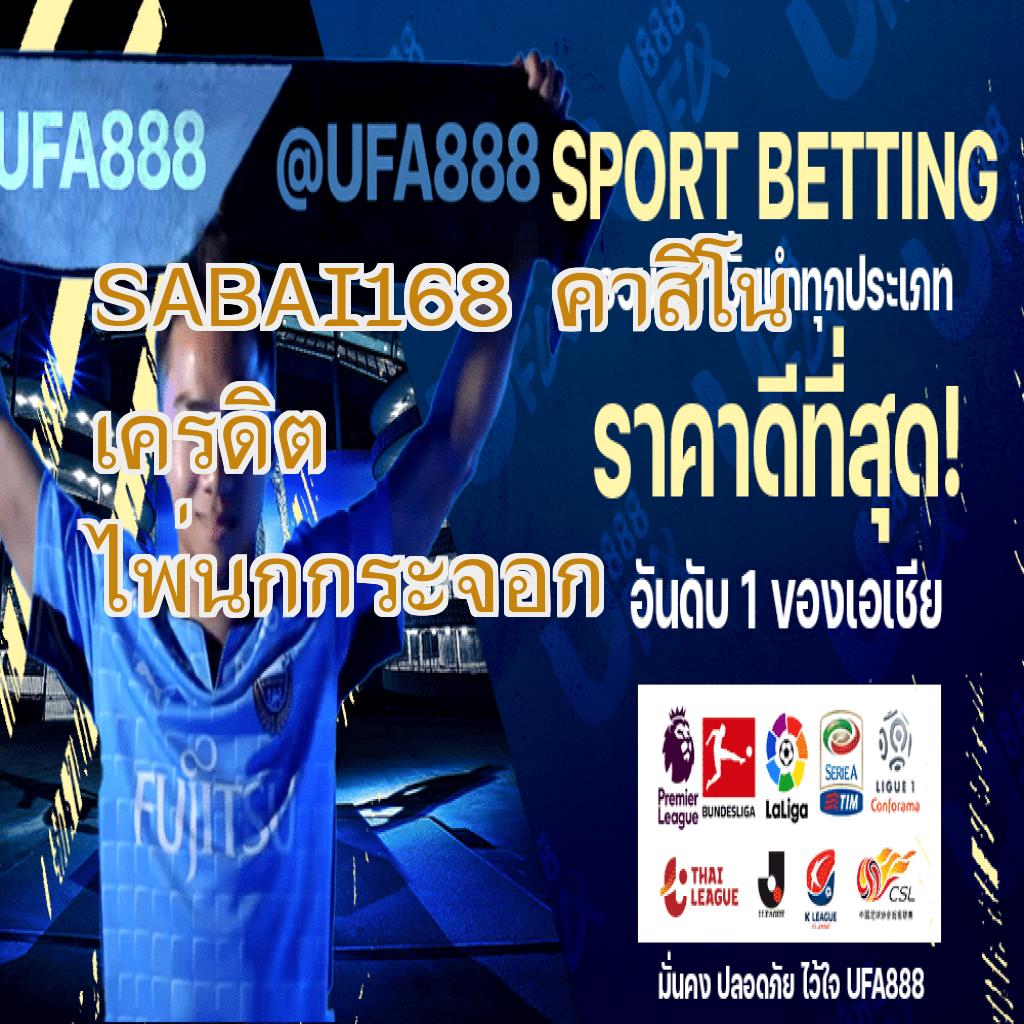 UFA888
@UFA888
SPORT BETTING
ทุกประเภท
SABAI168 คาสิโน
ราคาดีที่สุด!
เครดิต
ไพ่นกกระจอก
อันดับ 1 ของเอเชีย
Premier
League
BUNDESLIGA
LaLiga
SERIE A
TIM
LIGUE 1
Conforama
THAI
LEAGUE
J.LEAGUE
K LEAGUE
CSL
FUJITSU
มั่นคง ปลอดภัย ไว้ใจ UFA888